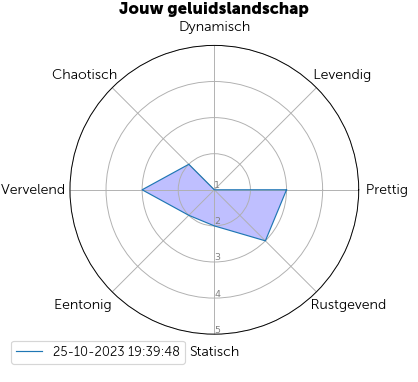 Jouw geluidslandschap
Dynamisch
Chaotisch
Levendig
Vervelend
1
Prettig
2
3
4
Eentonig
Rustgevend
5
25-10-2023 19:39:48
Statisch